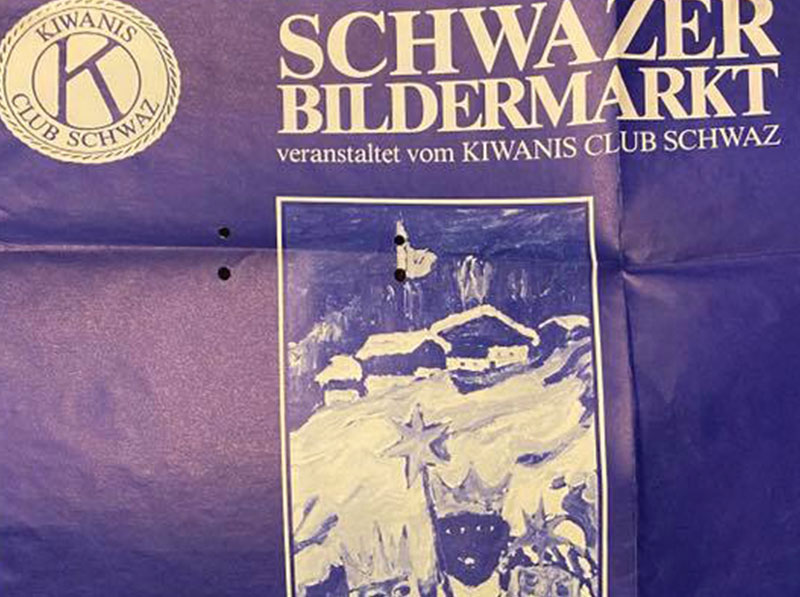 KIWANIS
K
CLUB SCHWAZ
SCHWAZER
BILDERMARKT
veranstaltet vom KIWANIS CLUB SCHWAZ